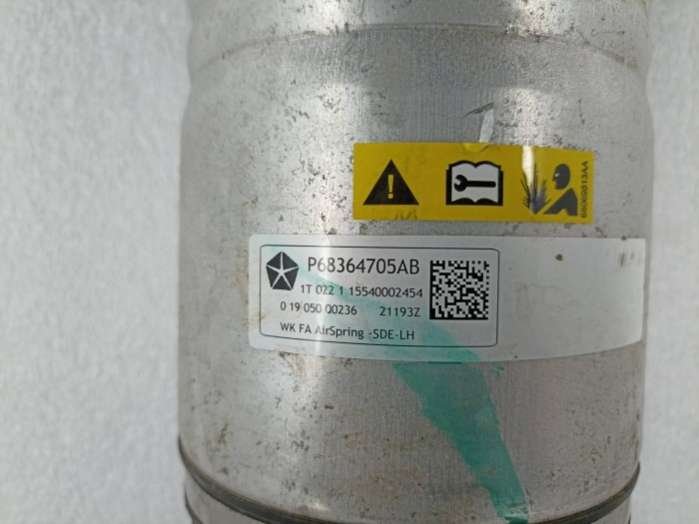 P68364705AB
1T 022 1 15540002454
0 19 050 00236 21193Z
WK FA AirSpring -SDE-LH